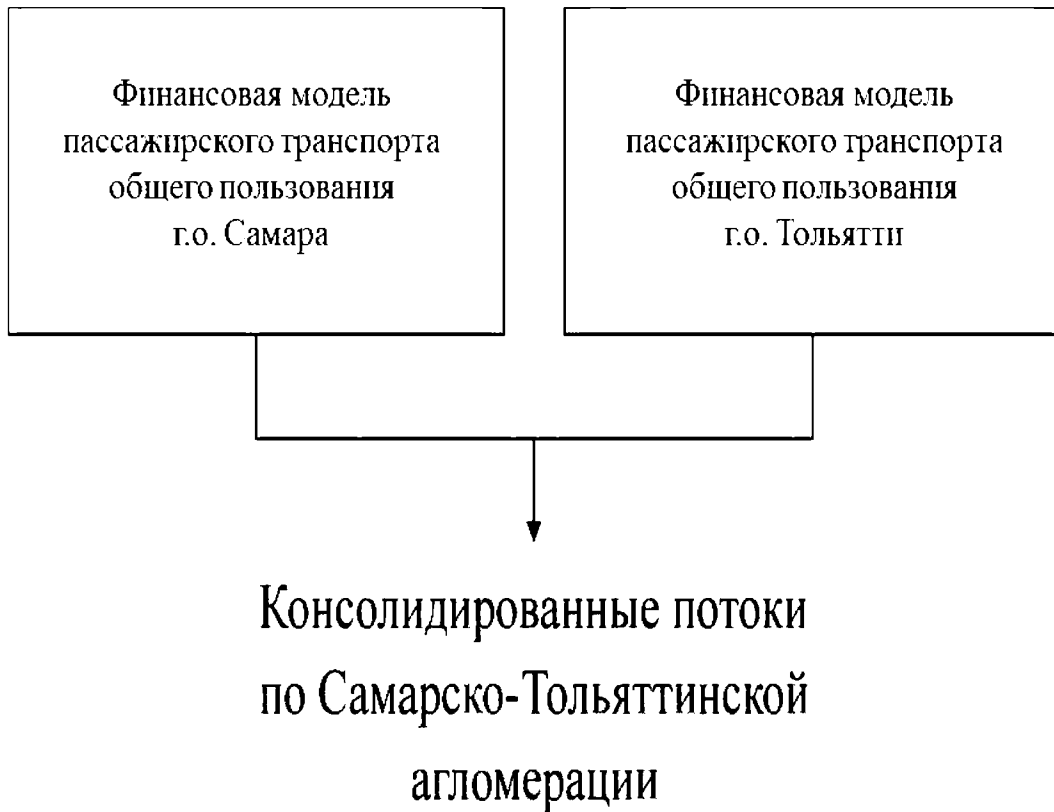 Финансовая модель
пассажирского транспорта
общего пользования
г.о. Самара
Финансовая модель
пассажирского транспорта
общего пользования
г.о. Тольятти
Консолидированные потоки
по Самарско-Тольяттинской
агломерации